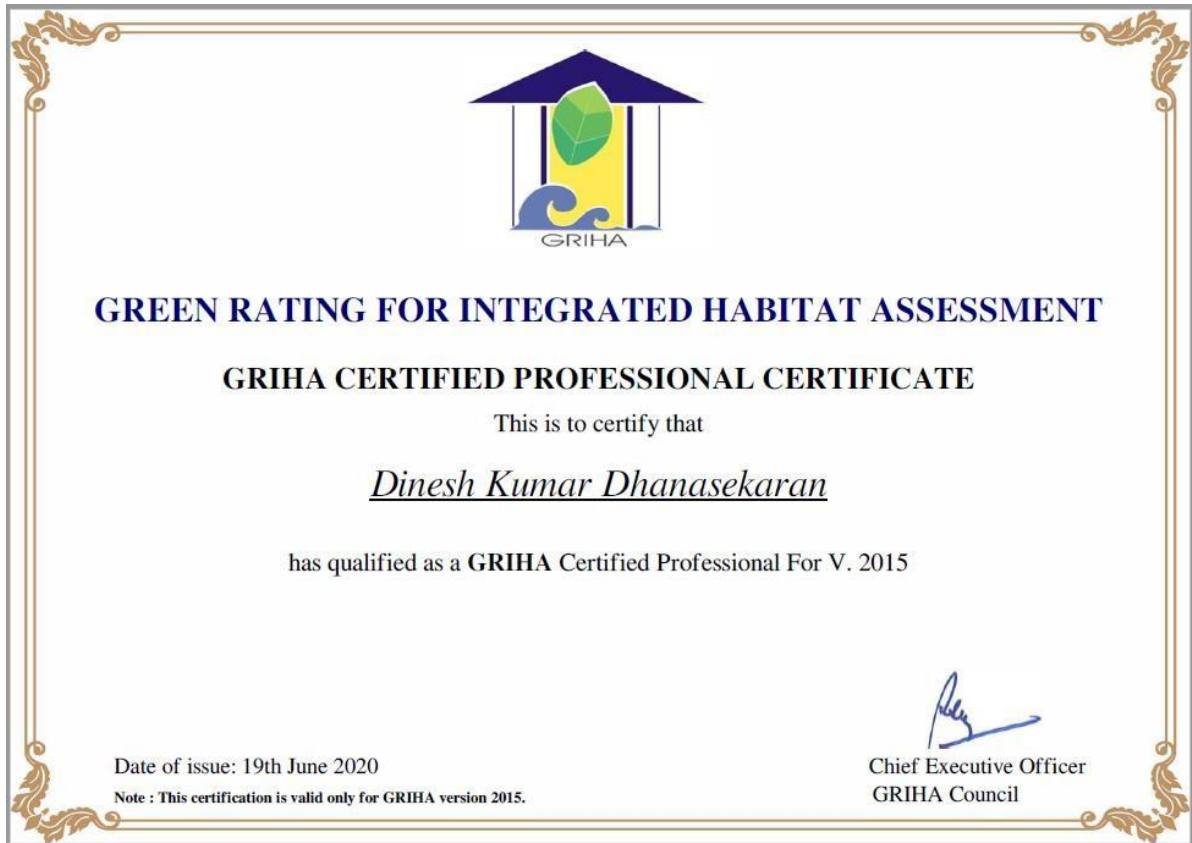 GRIHA
GREEN RATING FOR INTEGRATED HABITAT ASSESSMENT
GRIHA CERTIFIED PROFESSIONAL CERTIFICATE
This is to certify that
Dinesh Kumar Dhanasekaran
has qualified as a GRIHA Certified Professional For V. 2015
Date of issue: 19th June 2020
Note : This certification is valid only for GRIHA version 2015.
Chief Executive Officer
GRIHA Council